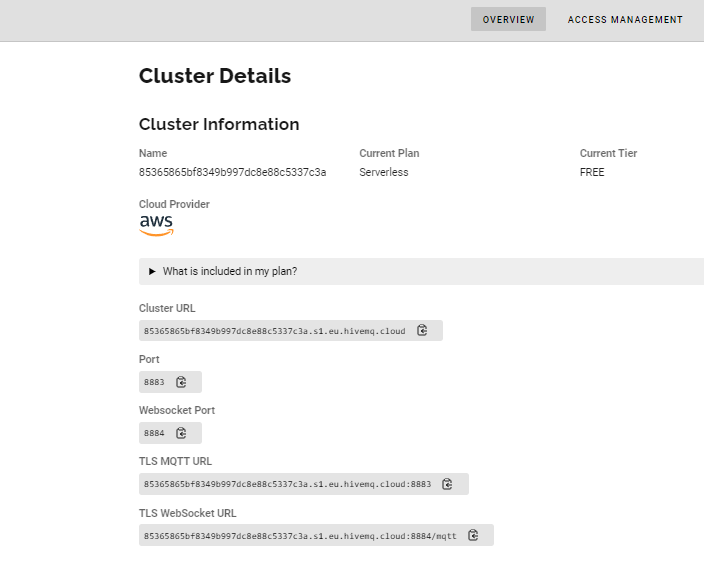 OVERVIEW ACCESS MANAGEMENT
Cluster Details
Cluster Information
Name Current Plan Current Tier
85365865bf8349b997dc8e88c5337c3a Serverless FREE
Cloud Provider
aws
What is included in my plan?
Cluster URL
85365865bf8349b997dc8e88c5337c3a.s1.eu.hivemq.cloud
Port
8883
Websocket Port
8884
TLS MQTT URL
85365865bf8349b997dc8e88c5337c3a.s1.eu.hivemq.cloud:8883
TLS WebSocket URL
85365865bf8349b997dc8e88c5337c3a.s1.eu.hivemq.cloud:8884/mqtt